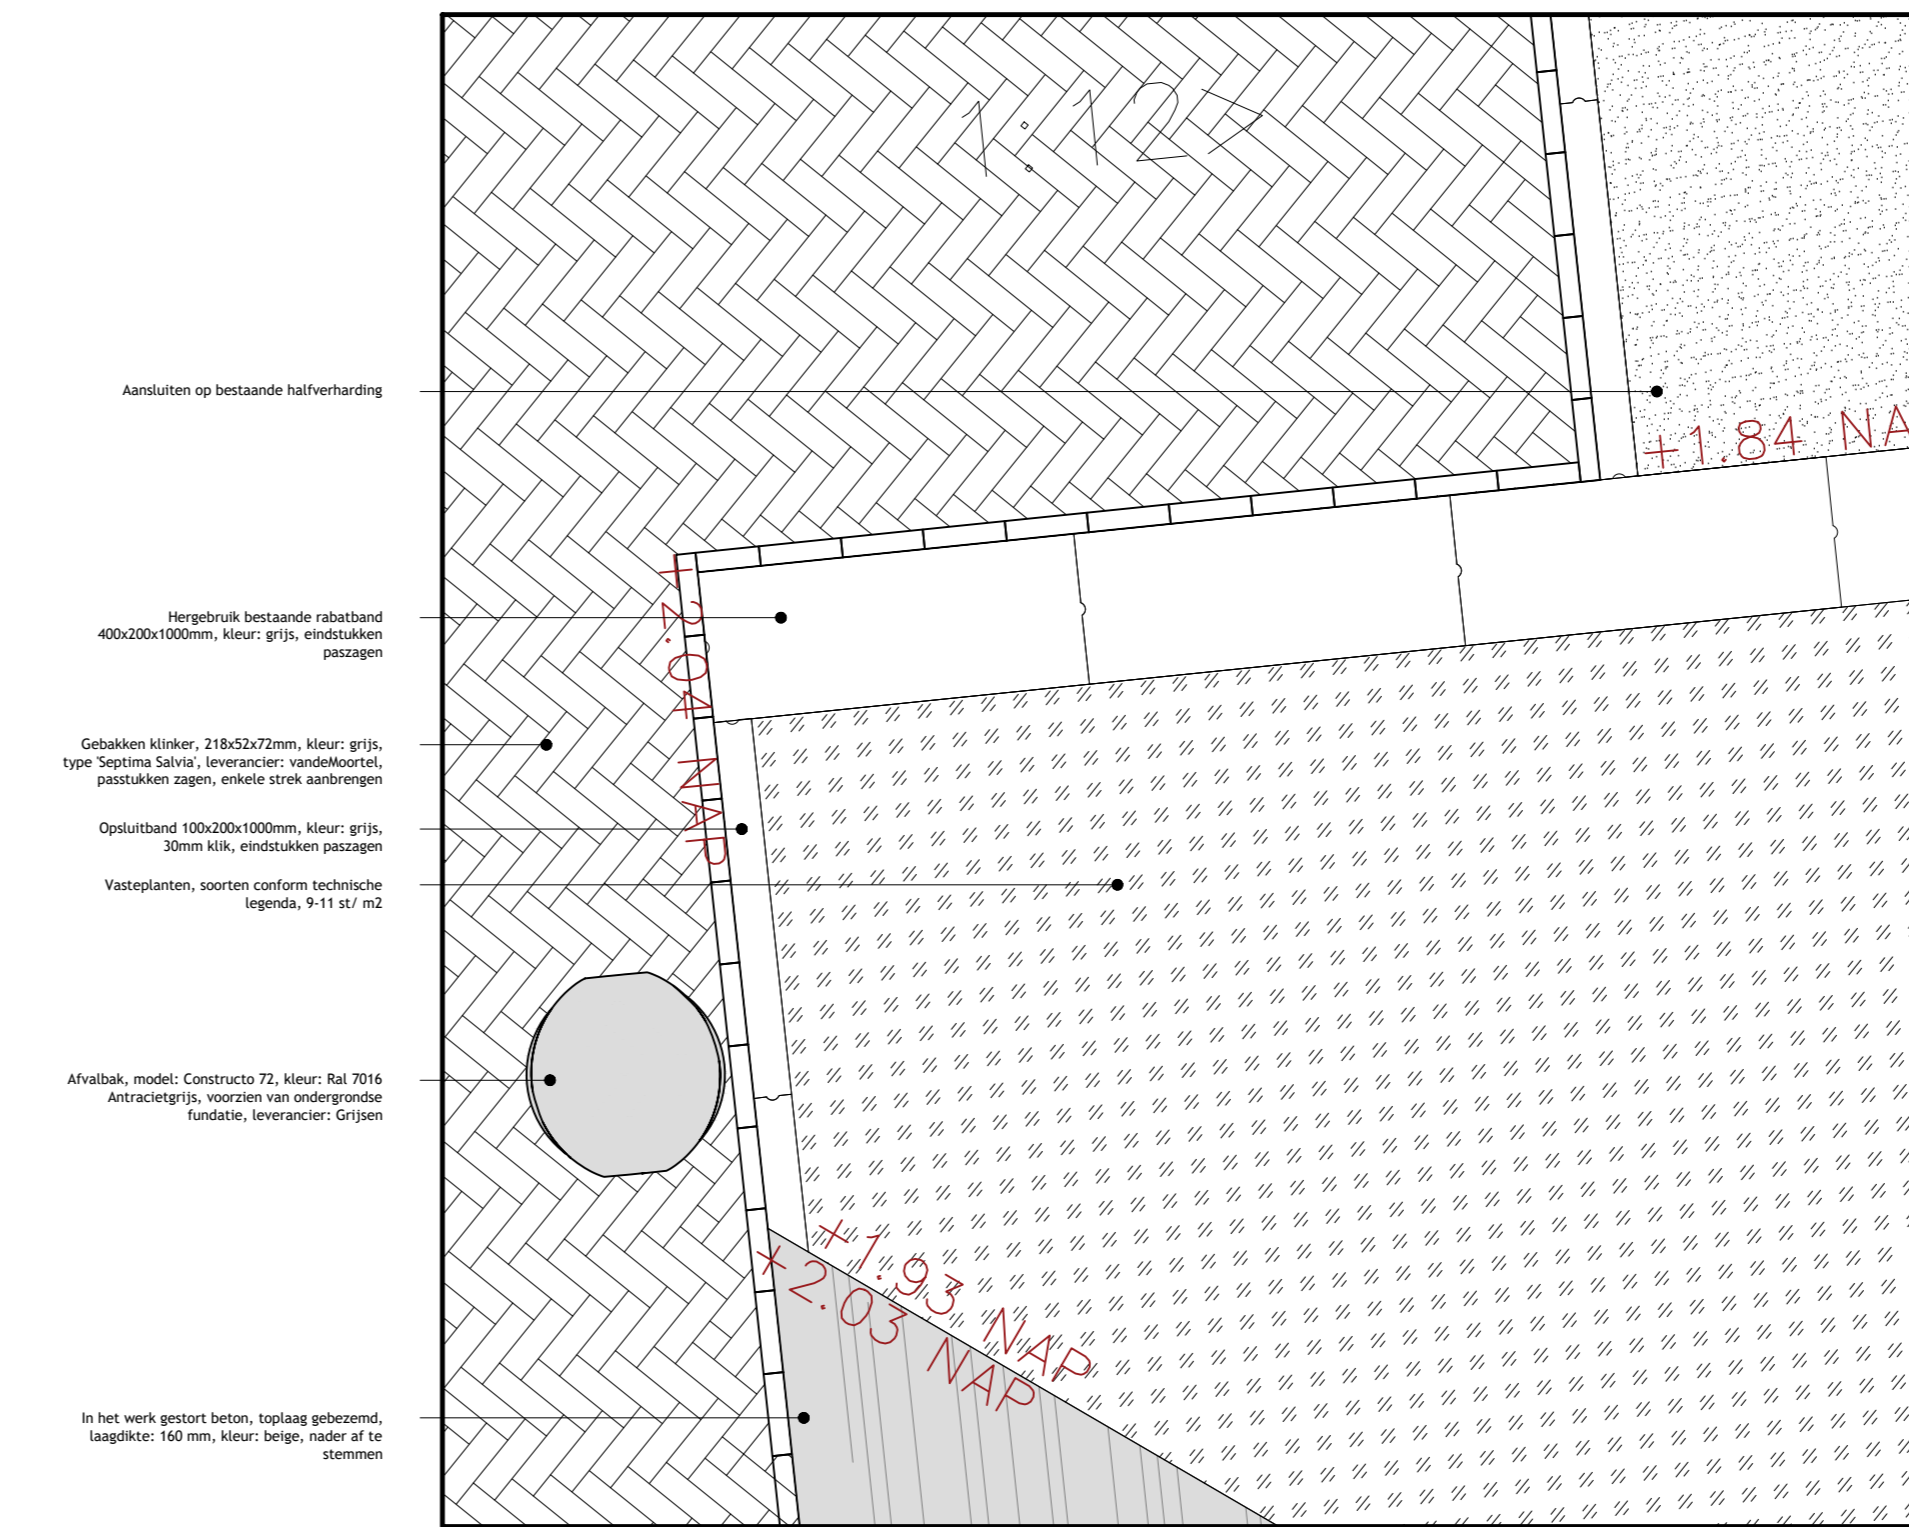 1:12>
Aansluiten op bestaande halfverharding
+1.84 NA
Hergebruik bestaande rabatband
400x200x1000mm, kleur: grijs, eindstukken
paszagen
+2.04 NAP
Gebakken klinker, 218x52x72mm, kleur: grijs,
type 'Septima Salvia', leverancier: vandeMoortel,
passtukken zagen, enkele strek aanbrengen
Opsluitband 100x200x1000mm, kleur: grijs,
30mm klik, eindstukken paszagen
Vasteplanten, soorten conform technische
legenda, 9-11 st/ m2
Afvalbak, model: Constructo 72, kleur: Ral 7016
Antracietgrijs, voorzien van ondergrondse
fundatie, leverancier: Grijsen
+1.93 NAP
+2.03 NAP
In het werk gestort beton, toplaag gebezemd,
laagdikte: 160 mm, kleur: beige, nader af te
stemmen